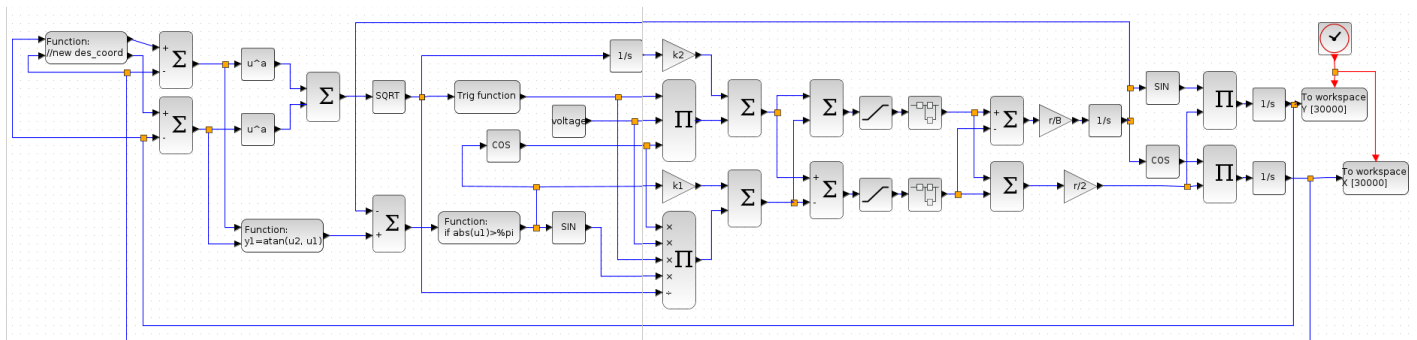 Function:
//new des_coord
+
-
Σ
+
-
Σ
u^a
u^a
Σ
SQRT
Trig function
1/s
voltage
COS
Function:
y1=atan(u2, u1)
-
+
Σ
Function:
if abs(u1)>%pi
SIN
k2
Π
k1
×
×
×
×
÷
Π
Σ
Σ
Σ
+
-
Σ
+
-
Σ
Σ
r/B
r/2
1/s
SIN
COS
Π
Π
1/s
1/s
To workspace
Y [30000]
To workspace
X [30000]